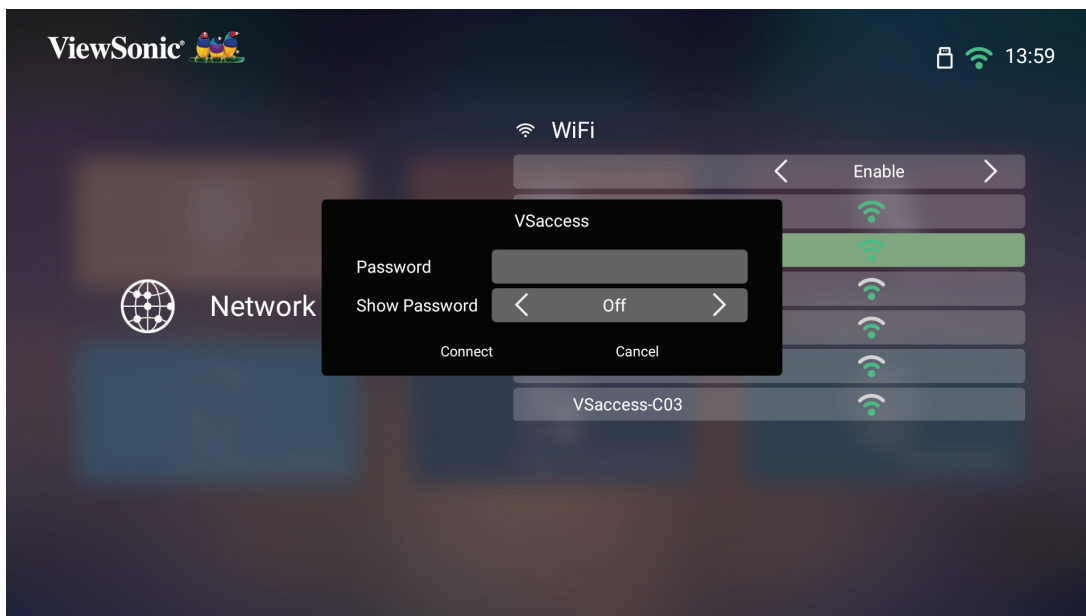 ViewSonic®
13:59
WiFi
Enable
VSaccess
Password
Network
Show Password
Off
Connect
Cancel
VSaccess-C03